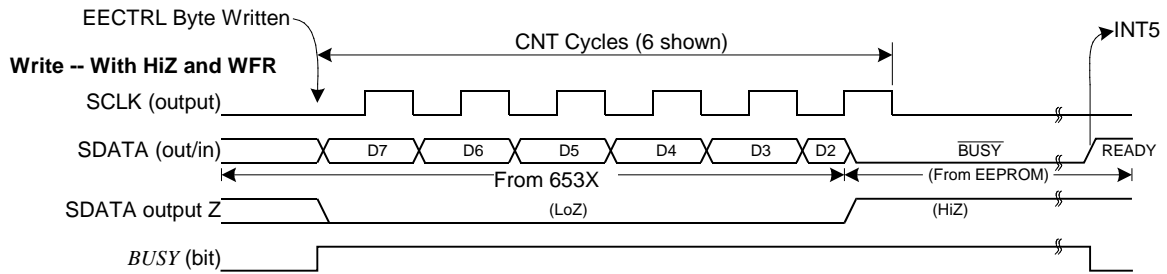 EECTRL Byte Written
INT5
CNT Cycles (6 shown)
Write -- With HiZ and WFR
SCLK (output)
SDATA (out/in) D7 D6 D5 D4 D3 D2 BUSY READY
From 653X (From EEPROM)
SDATA output Z (LoZ) (HiZ)
BUSY (bit)